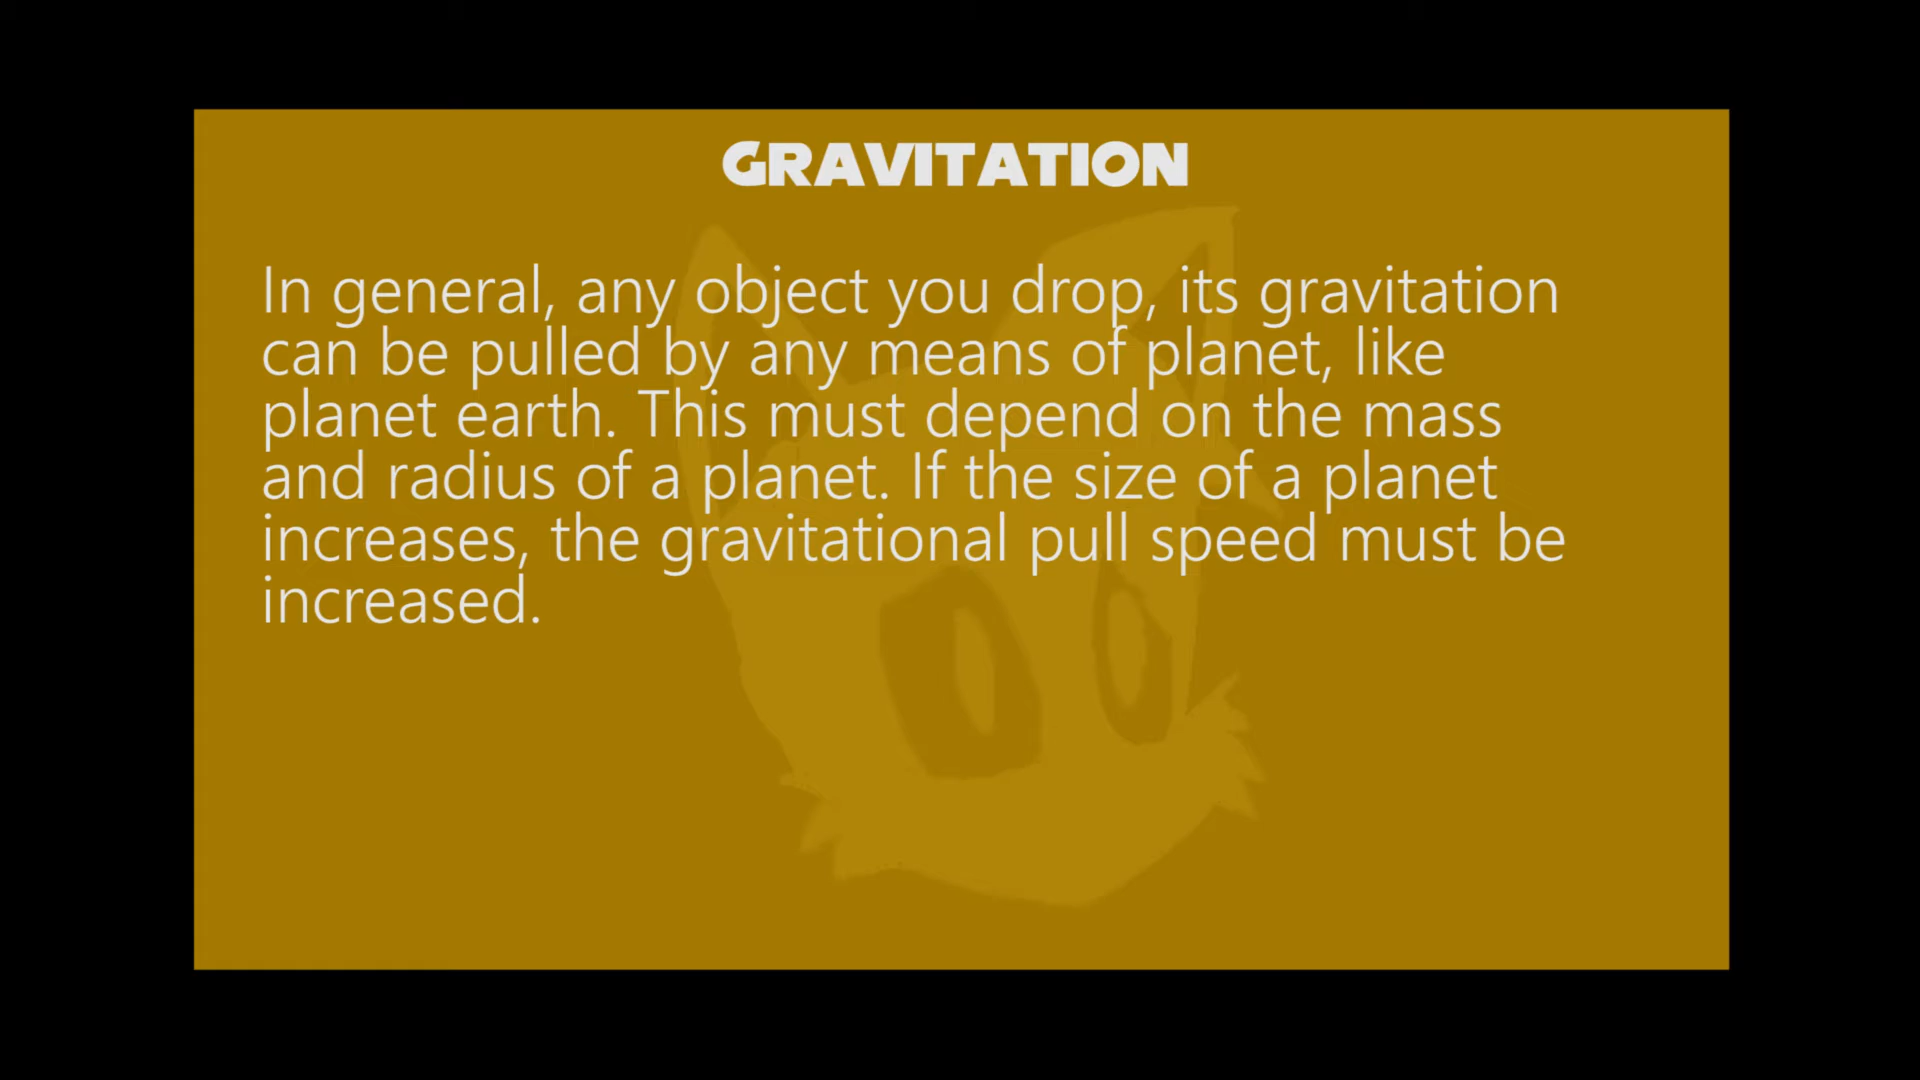 GRAVITATION
In general, any object you drop, its gravitation
can be pulled by any means of planet, like
planet earth. This must depend on the mass
and radius of a planet. If the size of a planet
increases, the gravitational pull speed must be
increased.